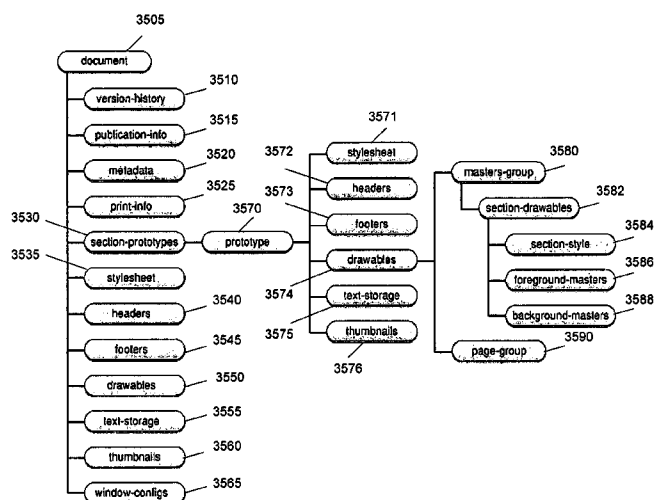 3505
document
3510
version-history
3515
publication-info
3520
metadata
3525
print-info
3530
section-prototypes
3535
stylesheet
3540
headers
3545
footers
3550
drawables
3555
text-storage
3560
thumbnails
3565
window-configs
3570
prototype
3571
stylesheet
3572
headers
3573
footers
3574
drawables
3575
text-storage
3576
thumbnails
3580
masters-group
3582
section-drawables
3584
section-style
3586
foreground-masters
3588
background-masters
3590
page-group